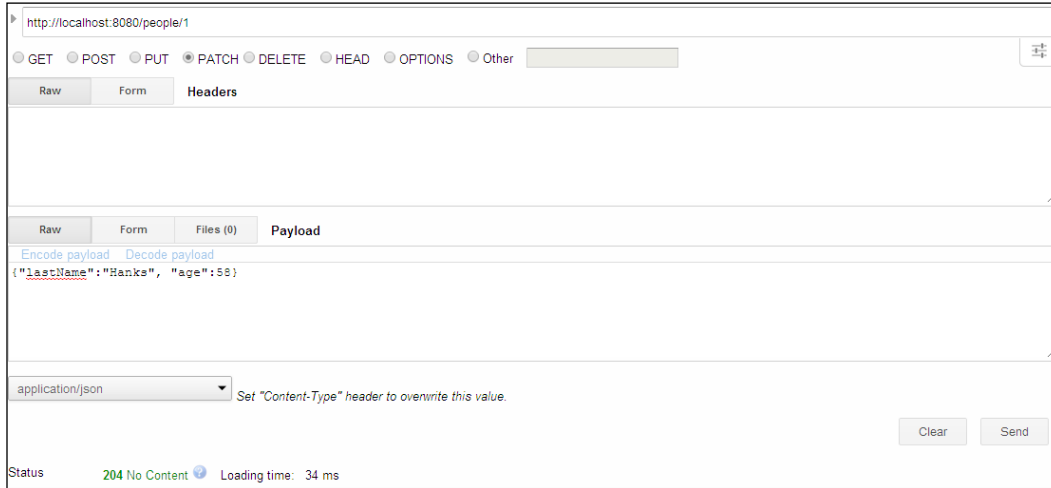 http://localhost:8080/people/1
GET POST PUT PATCH DELETE HEAD OPTIONS Other
Raw Form Headers
Raw Form Files (0) Payload
Encode payload Decode payload
{"lastName":"Hanks", "age":58}
application/json Set "Content-Type" header to overwrite this value.
Clear Send
Status 204 No Content ? Loading time: 34 ms